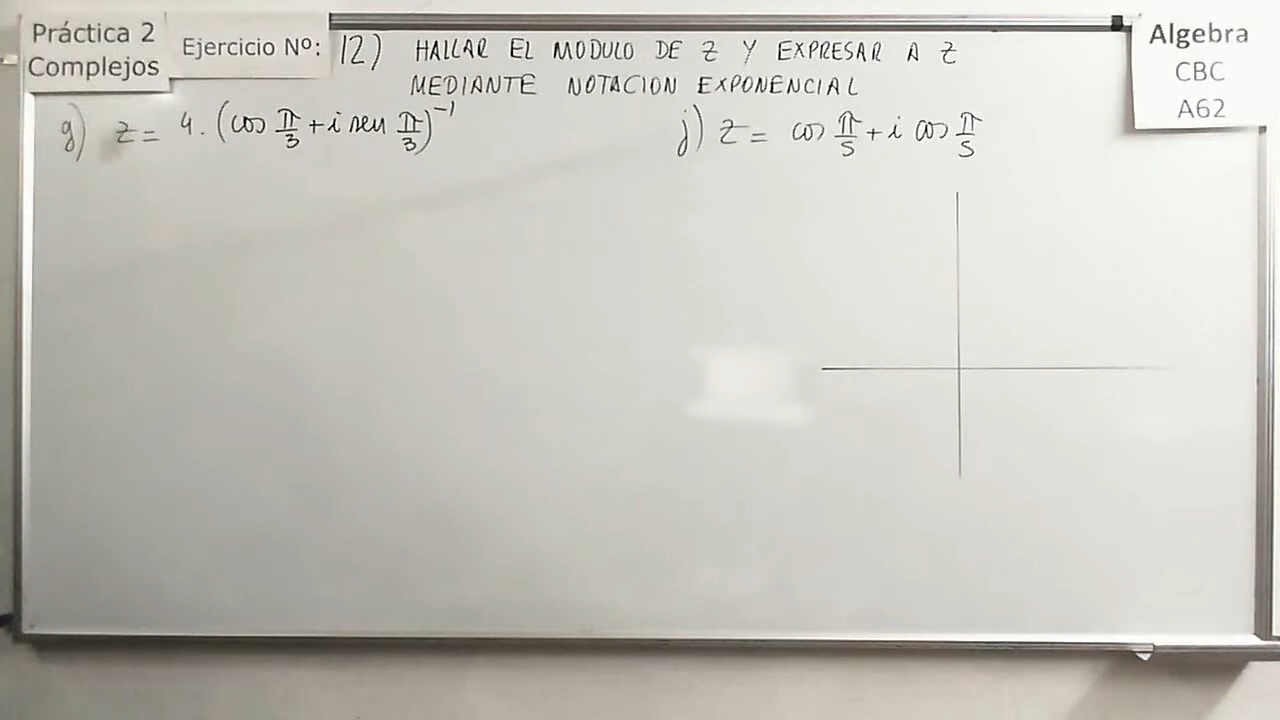 Práctica 2
Complejos
Ejercicio Nº: 12) HALLAR EL MODULO DE Z Y EXPRESAR A Z
MEDIANTE NOTACION EXPONENCIAL
Algebra
CBC
A62
g) z = 4. (cos π/3 + i sen π/3)^-1
j) z = cos π/5 + i cos π/5